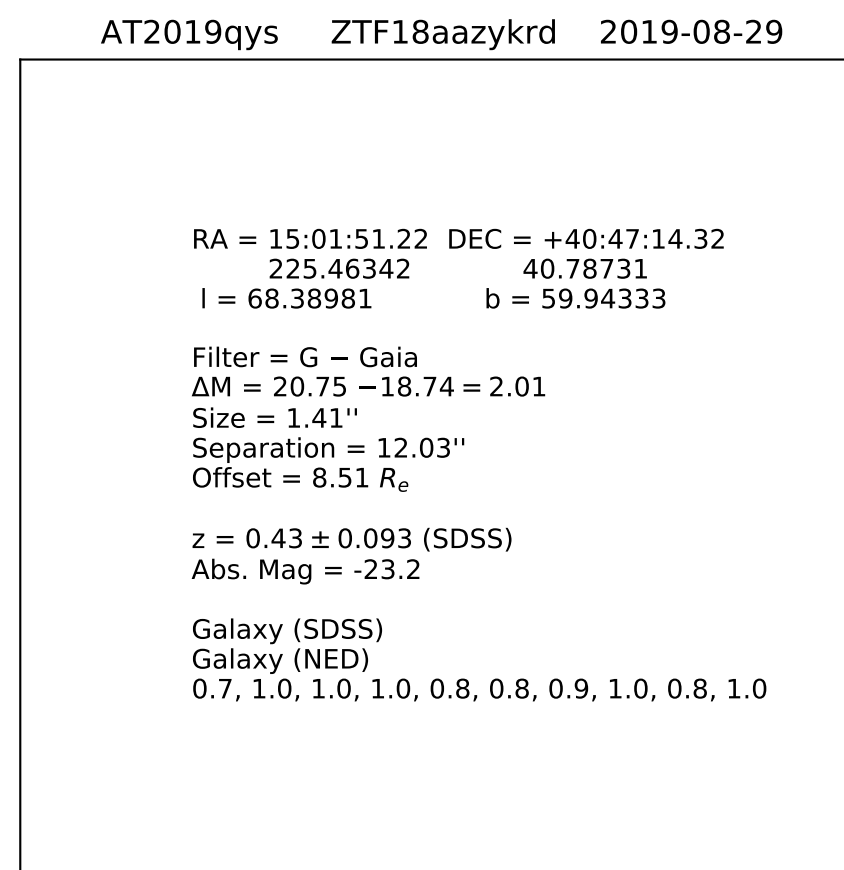 AT2019qys ZTF18aazykrd 2019-08-29
RA = 15:01:51.22 DEC = +40:47:14.32
225.46342 40.78731
l = 68.38981 b = 59.94333
Filter = G − Gaia
ΔM = 20.75 −18.74 = 2.01
Size = 1.41''
Separation = 12.03''
Offset = 8.51 Rₑ
z = 0.43 ± 0.093 (SDSS)
Abs. Mag = -23.2
Galaxy (SDSS)
Galaxy (NED)
0.7, 1.0, 1.0, 1.0, 0.8, 0.8, 0.9, 1.0, 0.8, 1.0